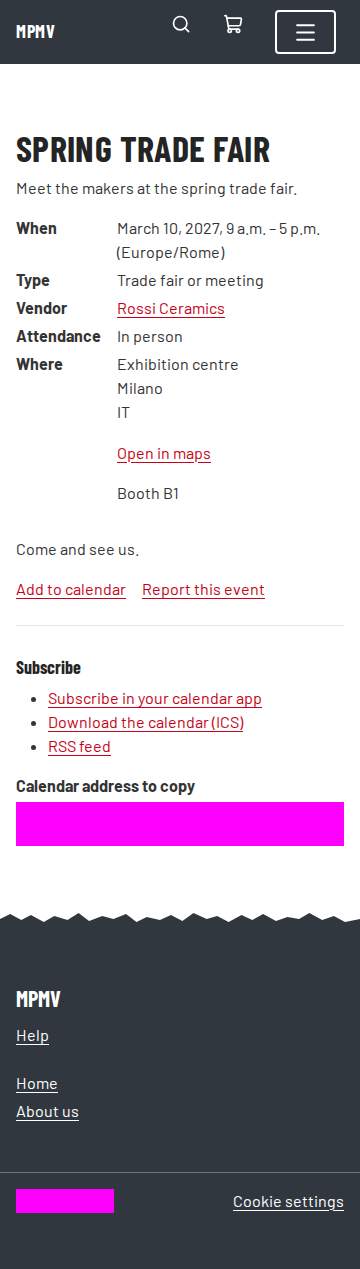 MPMV
SPRING TRADE FAIR
Meet the makers at the spring trade fair.
When
March 10, 2027, 9 a.m. – 5 p.m.
(Europe/Rome)
Type
Trade fair or meeting
Vendor
Rossi Ceramics
Attendance
In person
Where
Exhibition centre
Milano
IT
Open in maps
Booth B1
Come and see us.
Add to calendar
Report this event
Subscribe
Subscribe in your calendar app
Download the calendar (ICS)
RSS feed
Calendar address to copy
MPMV
Help
Home
About us
Cookie settings